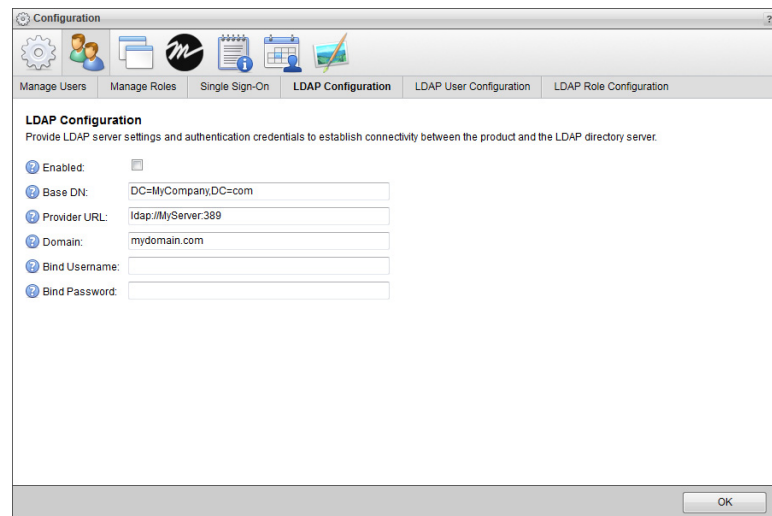 Configuration
?
Manage Users Manage Roles Single Sign-On LDAP Configuration LDAP User Configuration LDAP Role Configuration
LDAP Configuration
Provide LDAP server settings and authentication credentials to establish connectivity between the product and the LDAP directory server.
? Enabled:
? Base DN: DC=MyCompany,DC=com
? Provider URL: ldap://MyServer:389
? Domain: mydomain.com
? Bind Username:
? Bind Password:
OK